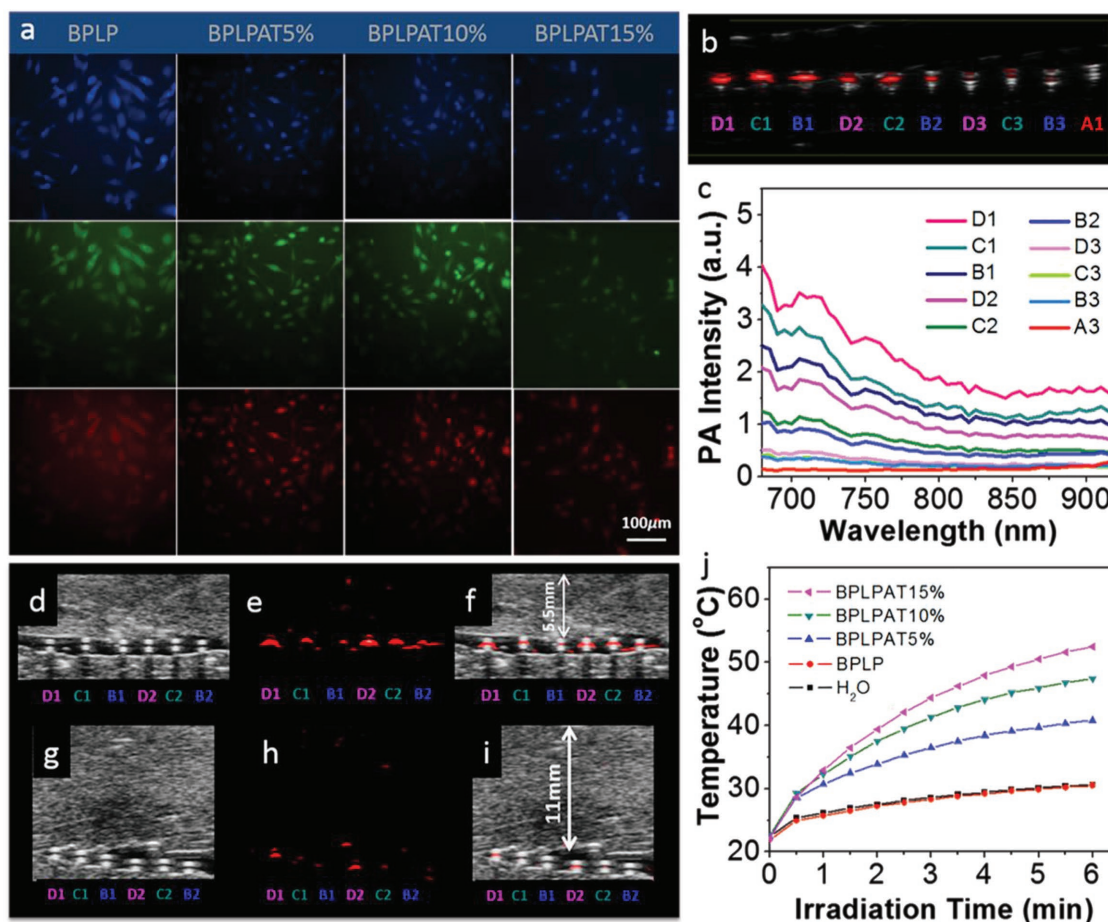 a BPLP BPLPAT5% BPLPAT10% BPLPAT15%
100μm
b
D1 C1 B1 D2 C2 B2 D3 C3 B3 A1
c
5
4
3
2
1
0
PA Intensity (a.u.)
D1 B2
C1 D3
B1 C3
D2 B3
C2 A3
700 750 800 850 900
Wavelength (nm)
d e f
5.5mm
D1 C1 B1 D2 C2 B2 D1 C1 B1 D2 C2 B2 D1 C1 B1 D2 C2 B2
g h i
11mm
D1 C1 B1 D2 C2 B2 D1 C1 B1 D2 C2 B2 D1 C1 B1 D2 C2 B2
j
60
50
40
30
20
Temperature (°C)
BPLPAT15%
BPLPAT10%
BPLPAT5%
BPLP
H₂O
0 1 2 3 4 5 6
Irradiation Time (min)